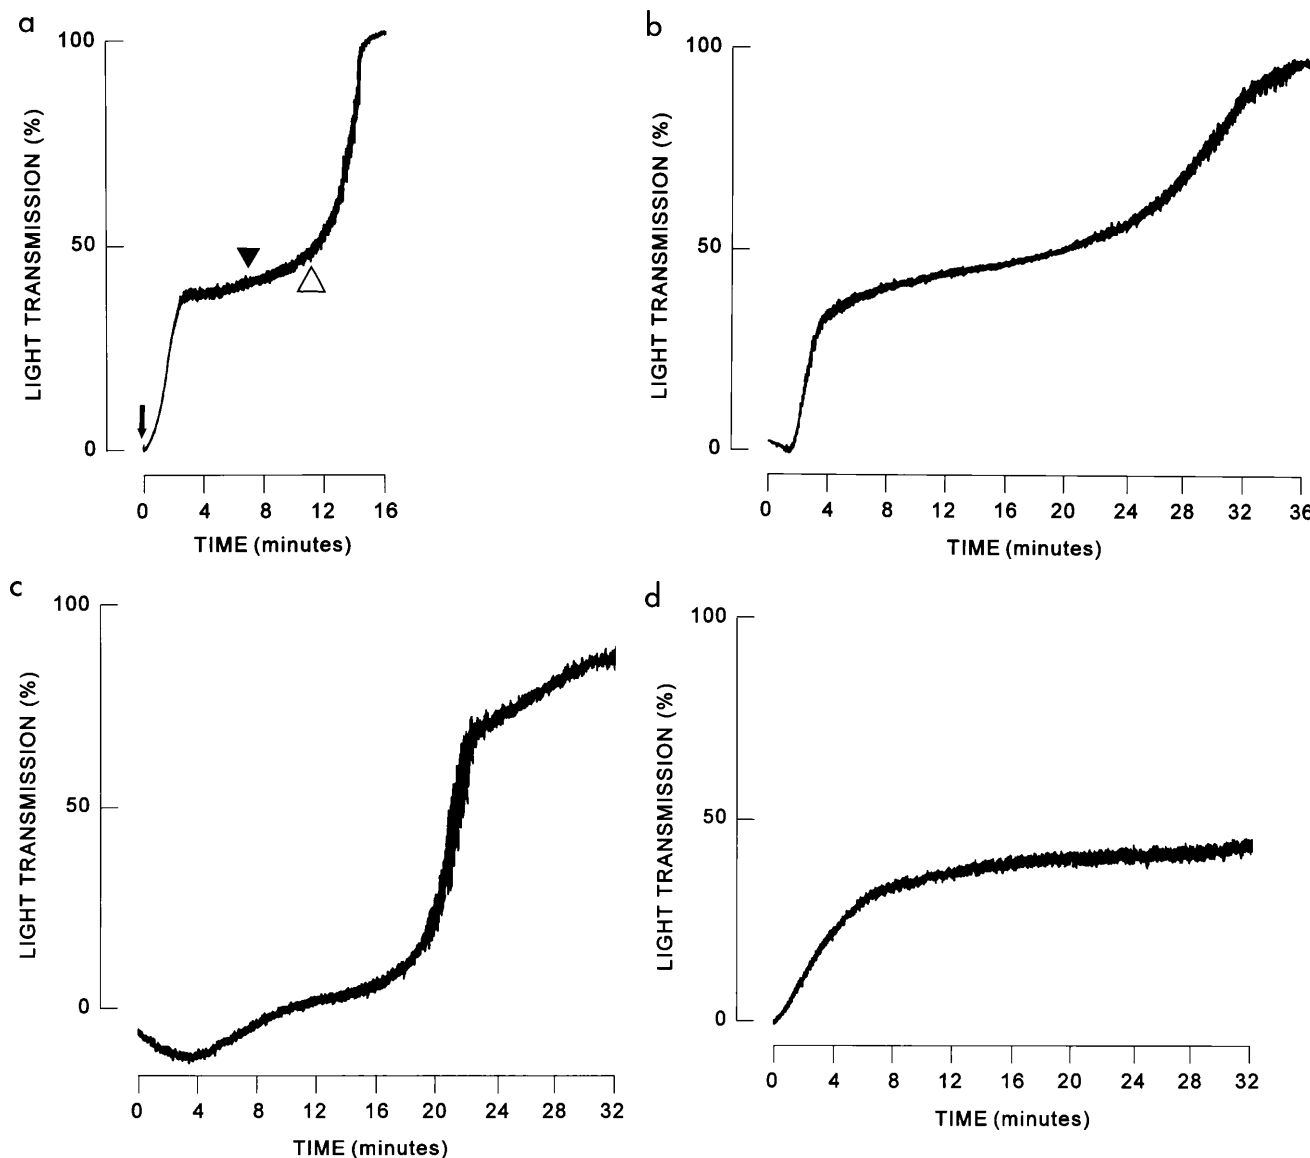 a
LIGHT TRANSMISSION (%)
100
50
0
0 4 8 12 16
TIME (minutes)
b
LIGHT TRANSMISSION (%)
100
50
0
0 4 8 12 16 20 24 28 32 36
TIME (minutes)
c
LIGHT TRANSMISSION (%)
100
50
0
0 4 8 12 16 20 24 28 32
TIME (minutes)
d
LIGHT TRANSMISSION (%)
100
50
0
0 4 8 12 16 20 24 28 32
TIME (minutes)